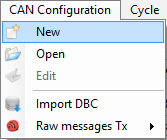 CAN Configuration Cycle
New
Open
Edit
Import DBC
Raw messages Tx